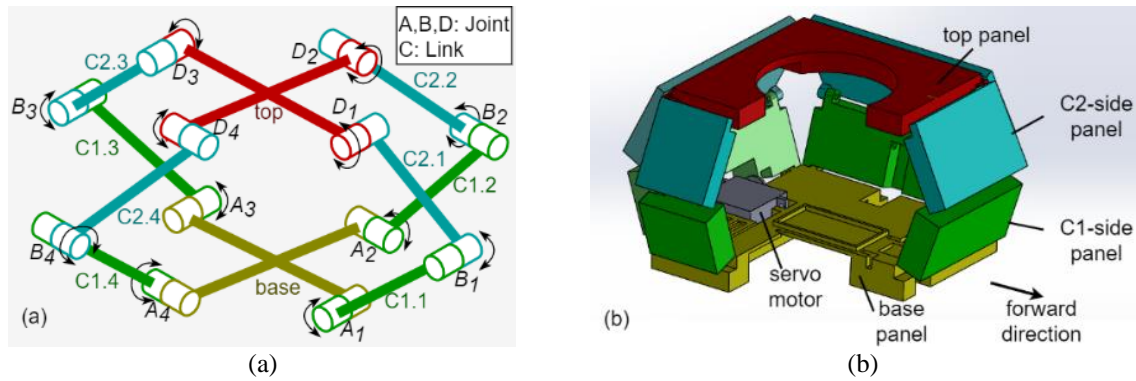 A,B,D: Joint
C: Link
C2.3
D3
D2
C2.2
B3
B2
top
D4
D1
C1.3
C2.1
C1.2
A3
C2.4
A2
B4
B1
C1.4
base
C1.1
A4
A1
(a)
top panel
C2-side
panel
C1-side
panel
servo
motor
base
panel
forward
direction
(b)
(a)
(b)